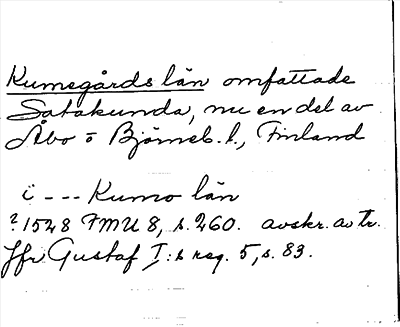 Kumogårds län omfattade
Satakunda, nu en del av
Åbo o Björneb. l., Finland
i --- Kumo län
?1528 FMU 8, s. 260. avskr. av tr.
Jfr Gustaf I:s reg. 5, s. 83.